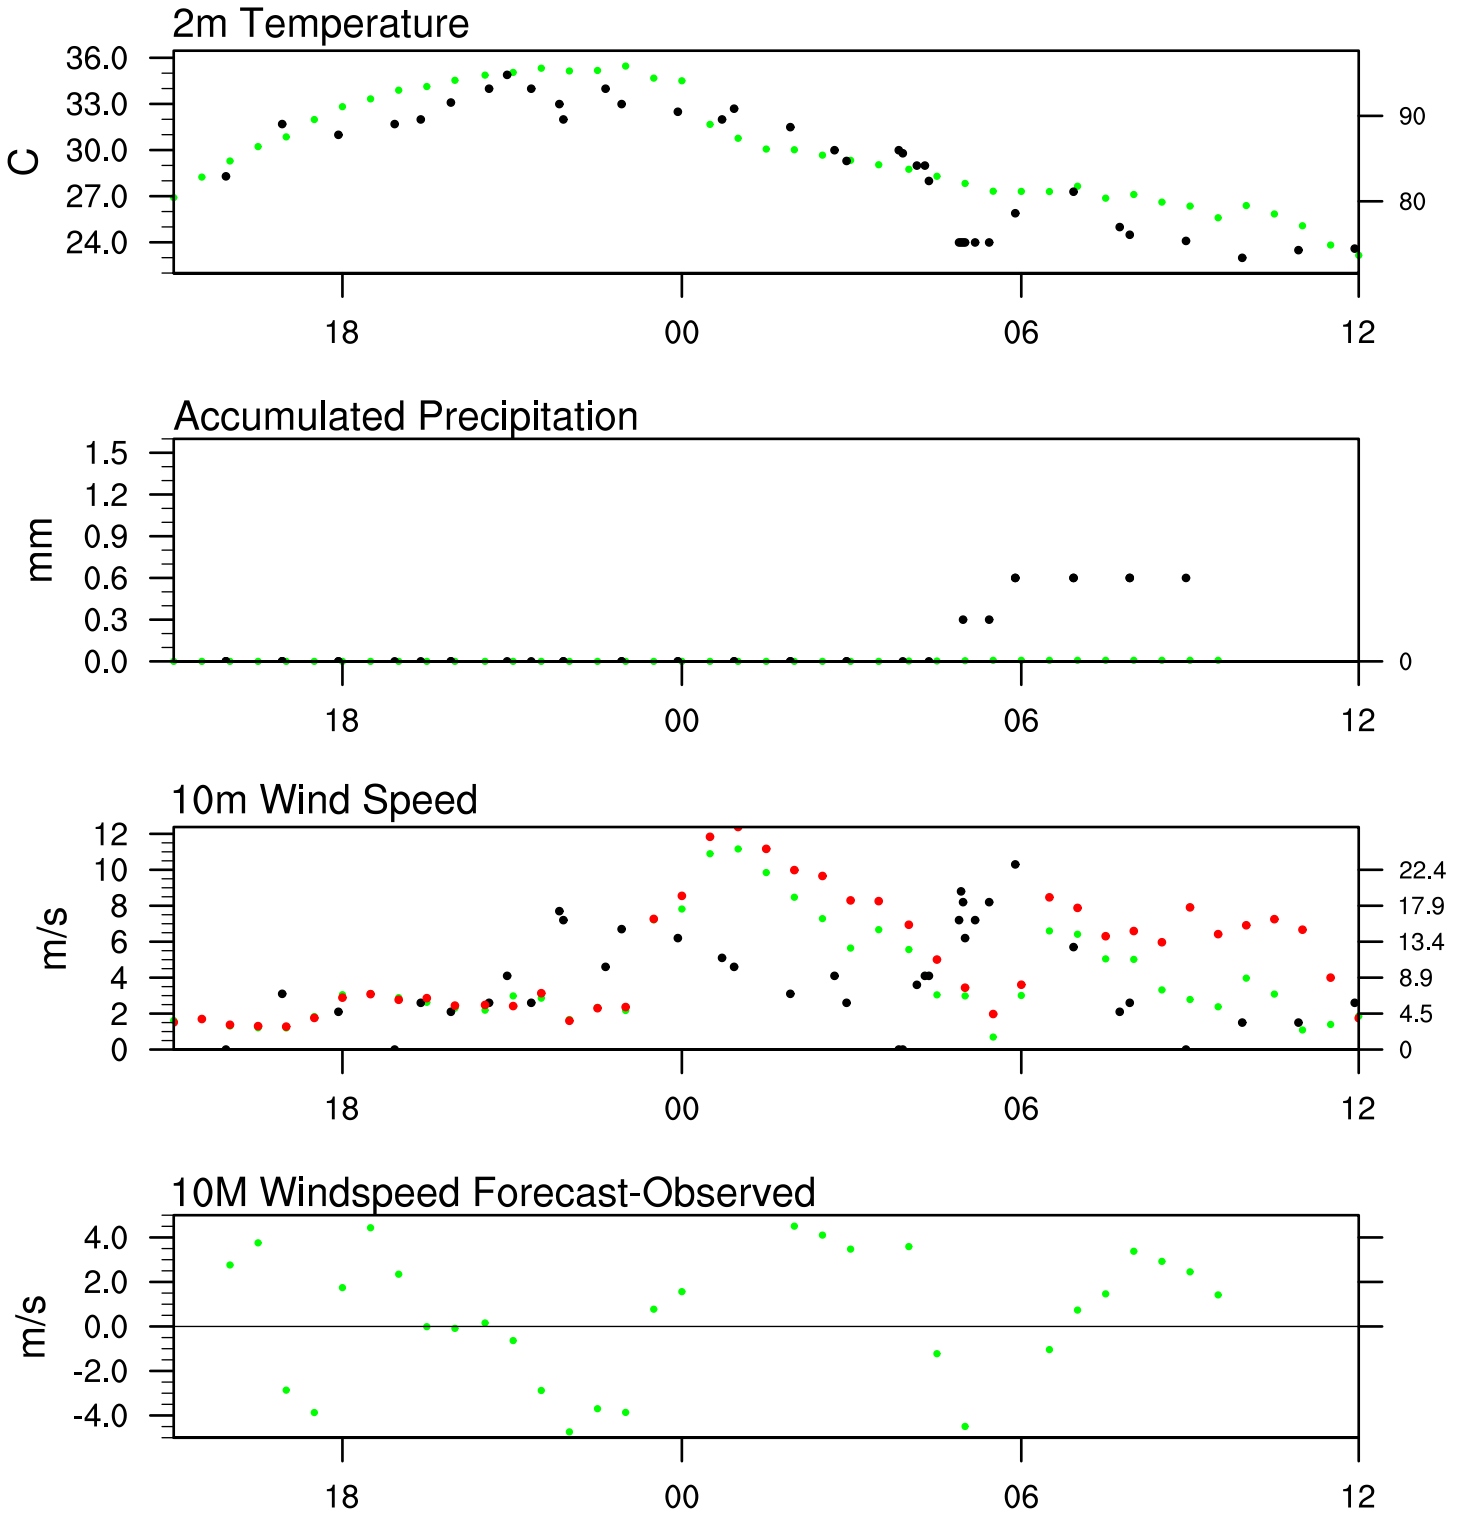 2m Temperature
36.0
33.0
90
30.0
C
27.0
80
24.0
18 00 06 12
Accumulated Precipitation
1.5
1.2
0.9
mm
0.6
0.3
0.0 0
18 00 06 12
10m Wind Speed
12
10 22.4
8 17.9
m/s
6 13.4
4 8.9
2 4.5
0 0
18 00 06 12
10M Windspeed Forecast-Observed
4.0
2.0
m/s
0.0
-2.0
-4.0
18 00 06 12